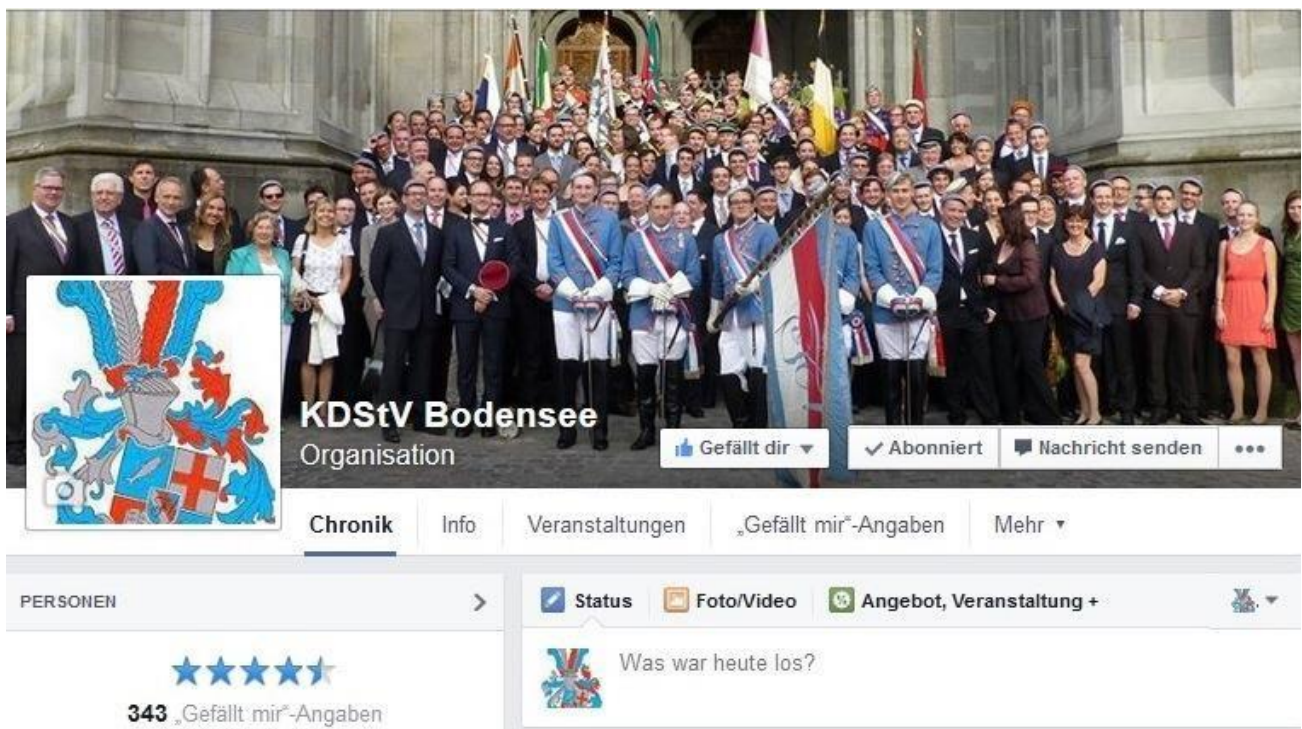 KDStV Bodensee
Organisation
Gefällt dir
Abonniert
Nachricht senden
Chronik
Info
Veranstaltungen
„Gefällt mir“-Angaben
Mehr
PERSONEN
Status
Foto/Video
Angebot, Veranstaltung +
Was war heute los?
343 „Gefällt mir“-Angaben